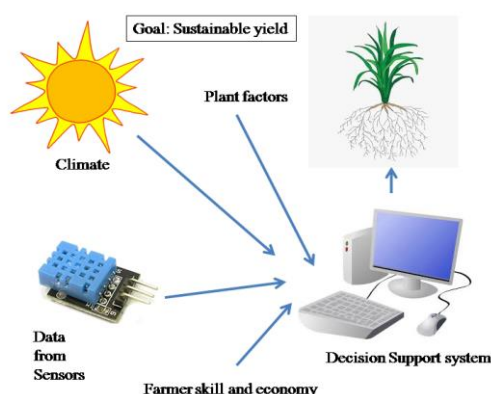 Goal: Sustainable yield
Plant factors
Climate
Data
from
Sensors
Decision Support system
Farmer skill and economy